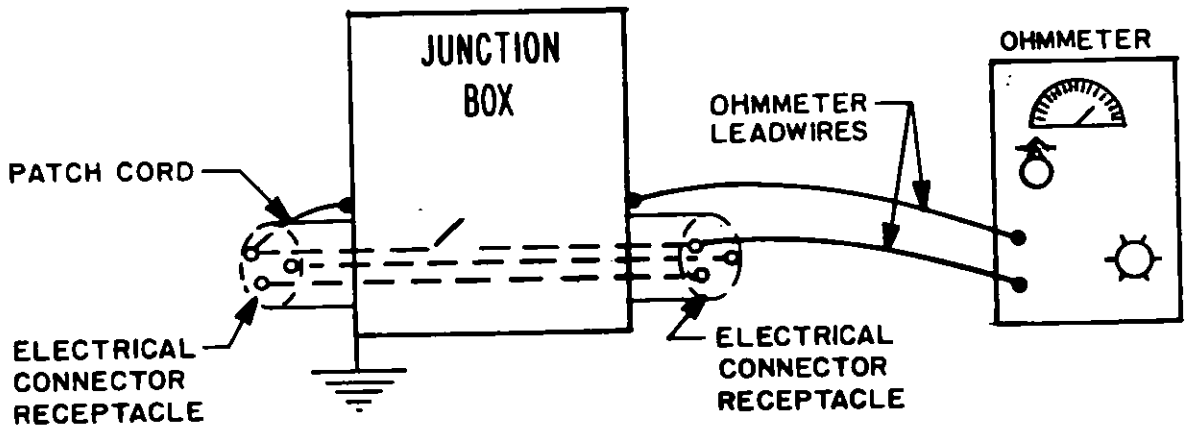 JUNCTION
BOX
OHMMETER
OHMMETER
LEADWIRES
PATCH CORD
ELECTRICAL
CONNECTOR
RECEPTACLE
ELECTRICAL
CONNECTOR
RECEPTACLE